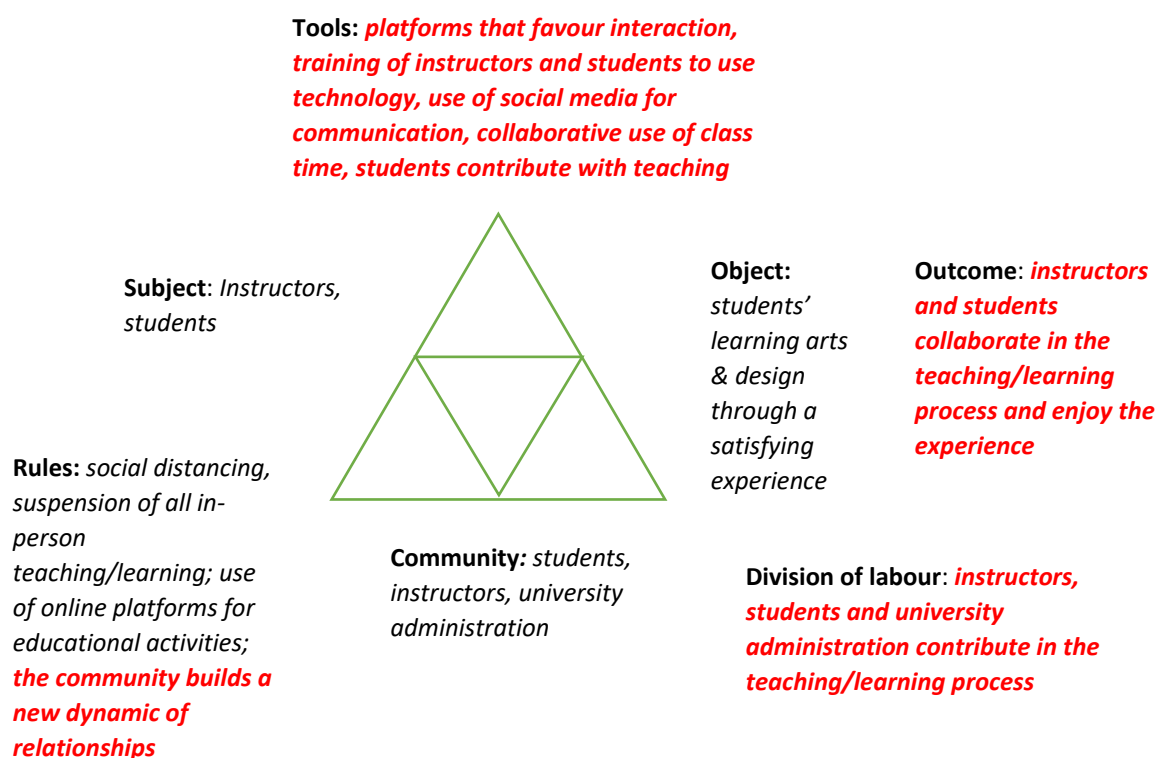 Tools: platforms that favour interaction,
training of instructors and students to use
technology, use of social media for
communication, collaborative use of class
time, students contribute with teaching
Subject: Instructors,
students
Object:
students’
learning arts
& design
through a
satisfying
experience
Outcome: instructors
and students
collaborate in the
teaching/learning
process and enjoy the
experience
Rules: social distancing,
suspension of all in-
person
teaching/learning; use
of online platforms for
educational activities;
the community builds a
new dynamic of
relationships
Community: students,
instructors, university
administration
Division of labour: instructors,
students and university
administration contribute in the
teaching/learning process